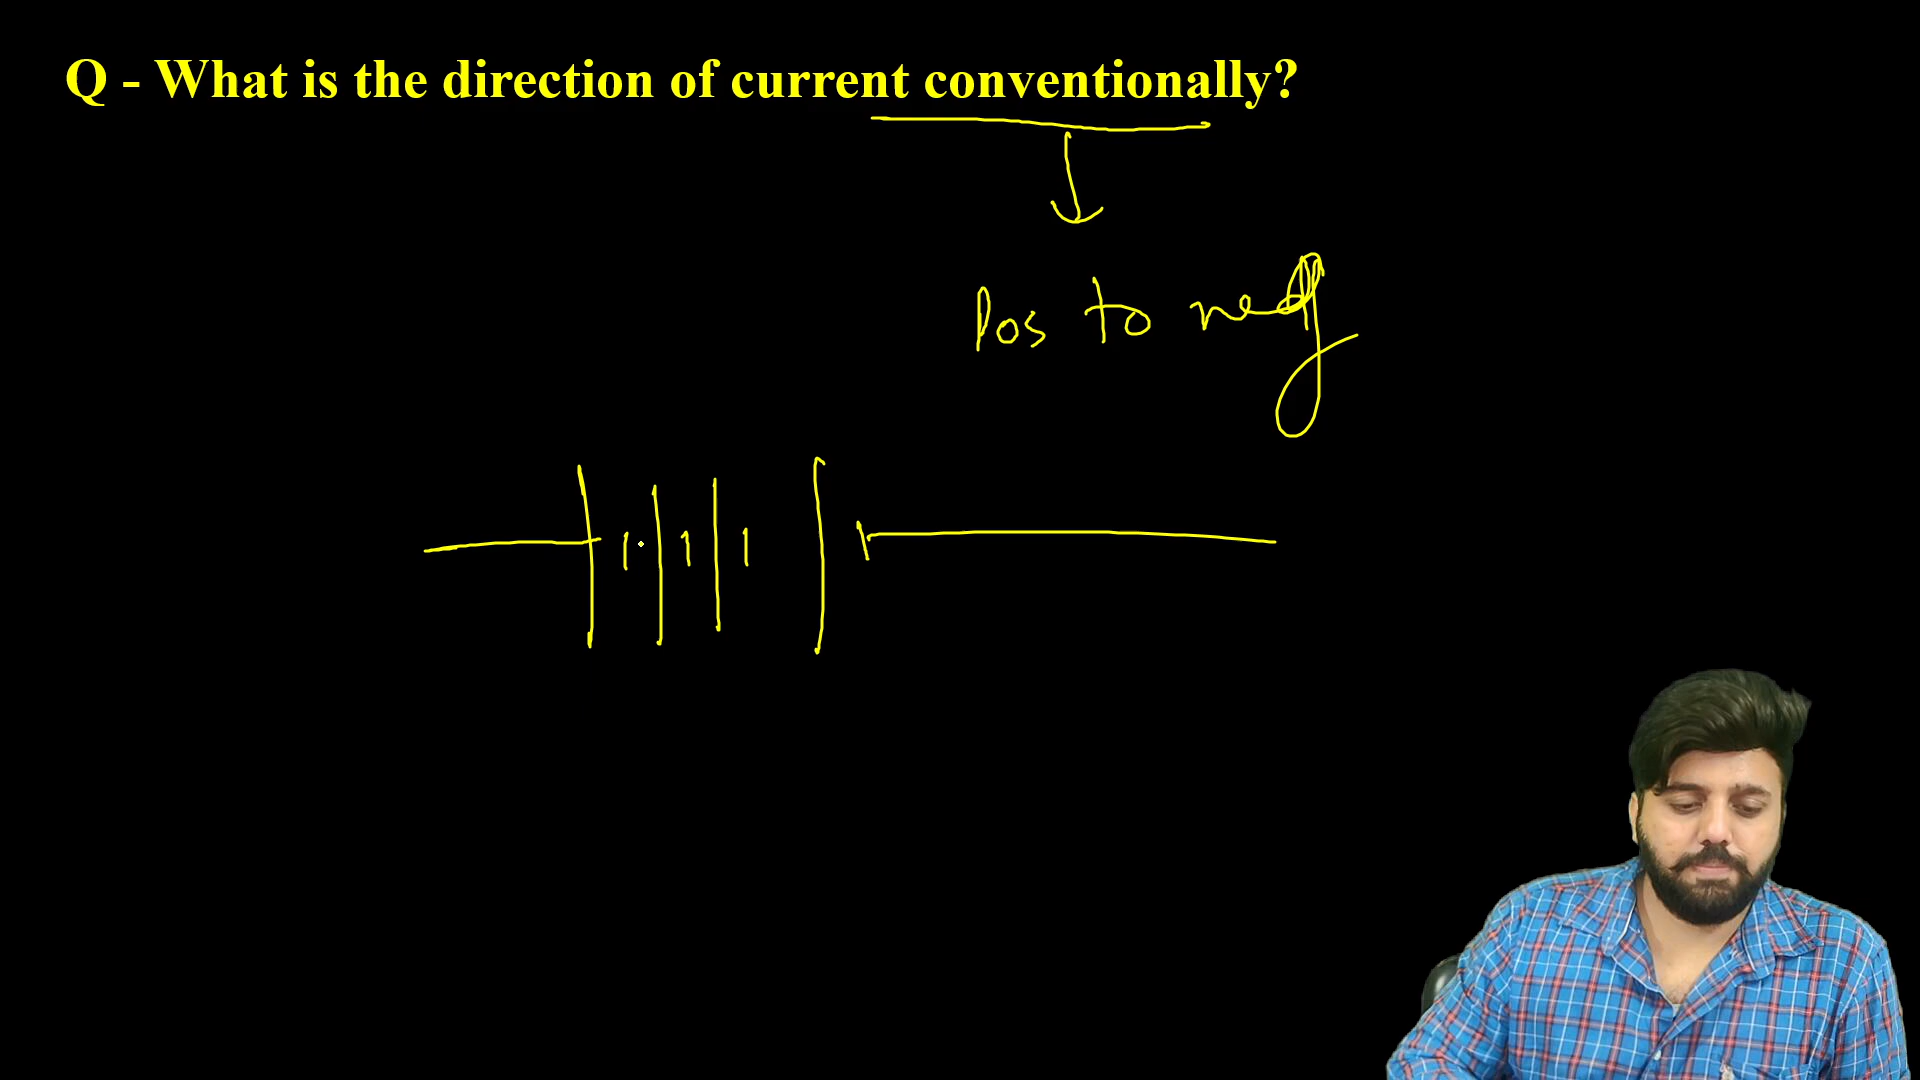 Q - What is the direction of current conventionally?
Pos to neg